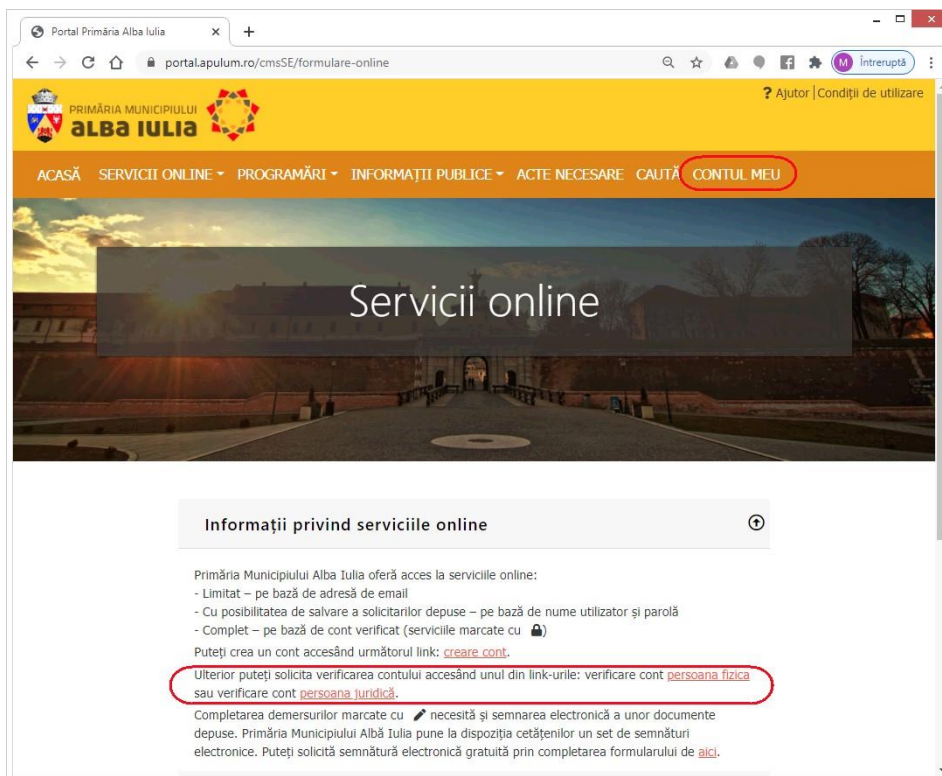 Portal Primăria Alba Iulia
portal.apulum.ro/cmsSE/formulare-online
M Întreruptă
PRIMĂRIA MUNICIPIULUI
alba iulia
? Ajutor | Condiții de utilizare
ACASĂ SERVICII ONLINE PROGRAMĂRI INFORMAȚII PUBLICE ACTE NECESARE CAUTĂ CONTUL MEU
Servicii online
Informații privind serviciile online
Primăria Municipiului Alba Iulia oferă acces la serviciile online:
- Limitat – pe bază de adresă de email
- Cu posibilitatea de salvare a solicitarilor depuse – pe bază de nume utilizator și parolă
- Complet – pe bază de cont verificat (serviciile marcate cu )
Puteți crea un cont accesând următorul link: creare cont.
Ulterior puteți solicita verificarea contului accesând unul din link-urile: verificare cont persoana fizica
sau verificare cont persoana juridică.
Completarea demersurilor marcate cu necesită și semnarea electronică a unor documente
depuse. Primăria Municipiului Albă Iulia pune la dispoziția cetățenilor un set de semnături
electronice. Puteți solicită semnătură electronică gratuită prin completarea formularului de aici.